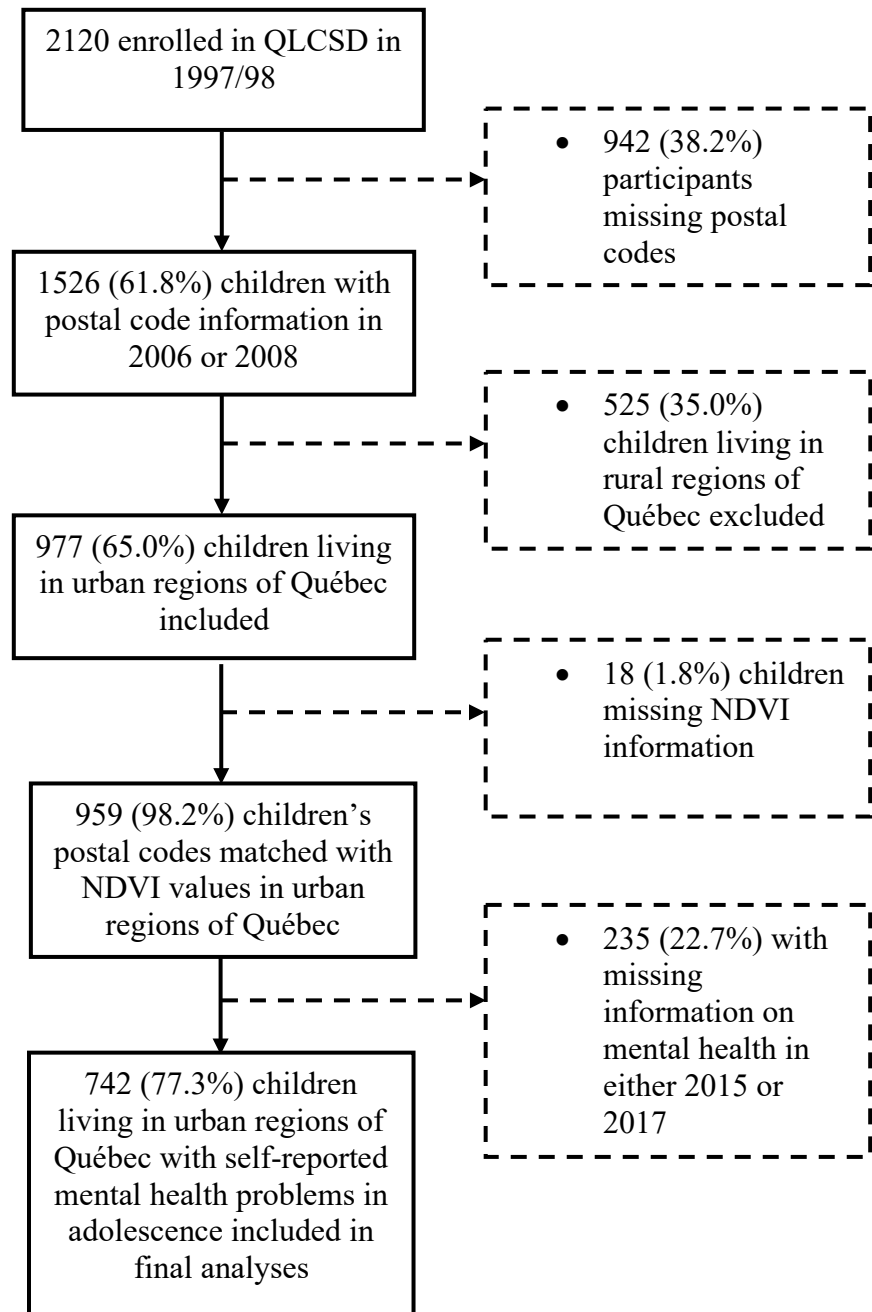 2120 enrolled in QLCSD in
1997/98
• 942 (38.2%)
participants
missing postal
codes
1526 (61.8%) children with
postal code information in
2006 or 2008
• 525 (35.0%)
children living in
rural regions of
Québec excluded
977 (65.0%) children living
in urban regions of Québec
included
• 18 (1.8%) children
missing NDVI
information
959 (98.2%) children’s
postal codes matched with
NDVI values in urban
regions of Québec
• 235 (22.7%) with
missing
information on
mental health in
either 2015 or
2017
742 (77.3%) children
living in urban regions of
Québec with self-reported
mental health problems in
adolescence included in
final analyses